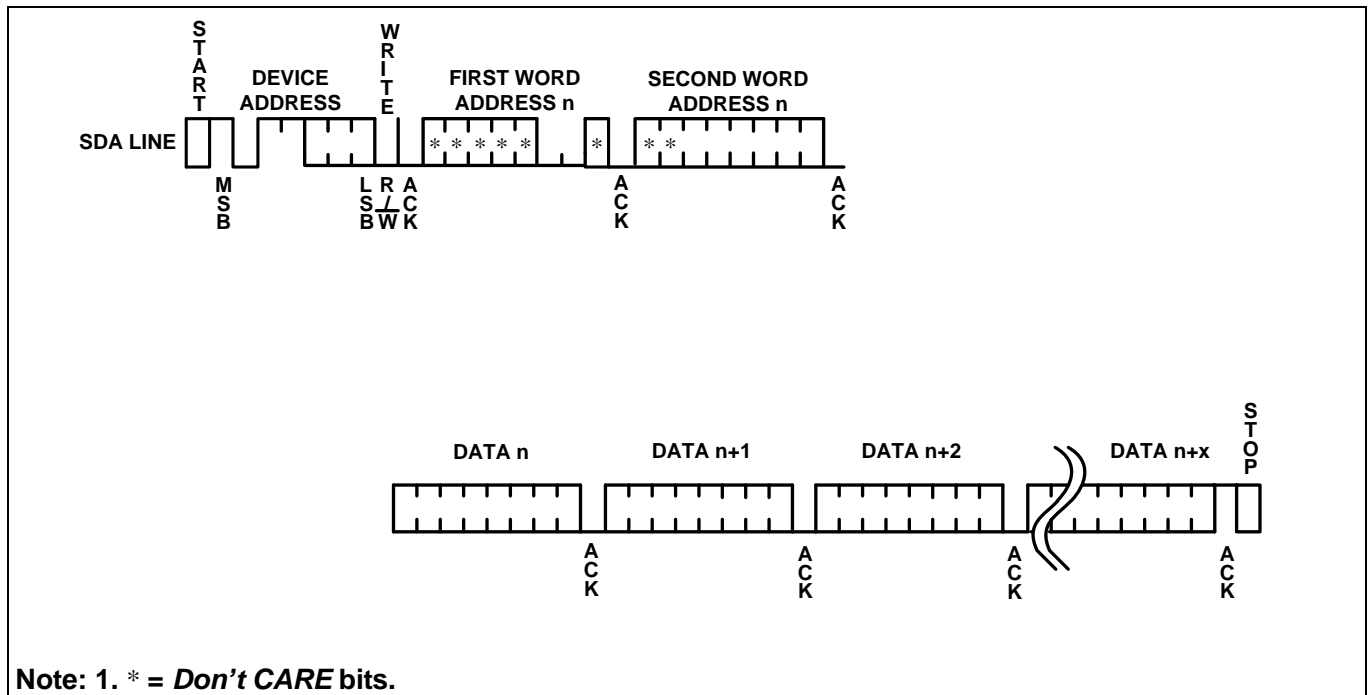 START
WRITE
DEVICE ADDRESS
FIRST WORD ADDRESS n
SECOND WORD ADDRESS n
SDA LINE
* * * * *
*
* *
MSB
LSB
R/W
ACK
ACK
ACK
DATA n
DATA n+1
DATA n+2
DATA n+x
STOP
ACK
ACK
ACK
ACK
Note: 1. * = Don't CARE bits.